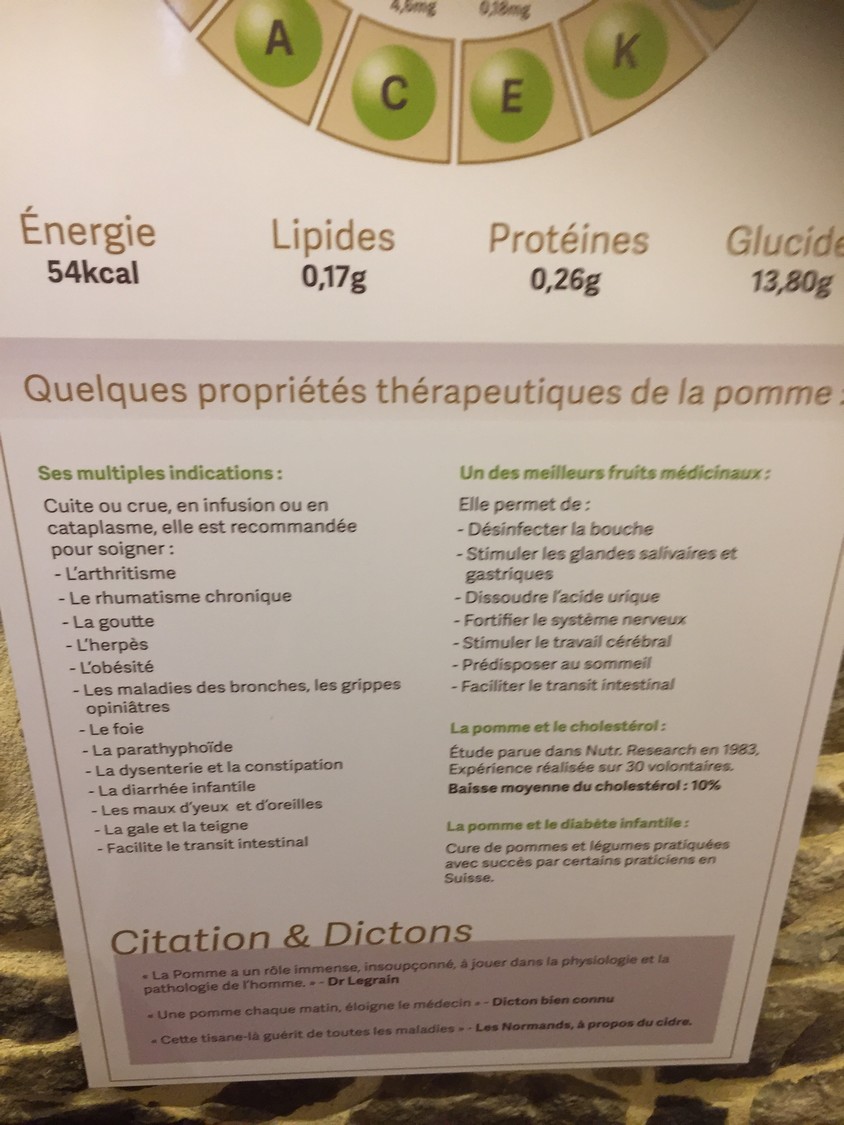 4,6mg 0,18mg
A C E K
Énergie Lipides Protéines Glucide
54kcal 0,17g 0,26g 13,80g
Quelques propriétés thérapeutiques de la pomme :
Ses multiples indications :
Cuite ou crue, en infusion ou en
cataplasme, elle est recommandée
pour soigner :
- L'arthritisme
- Le rhumatisme chronique
- La goutte
- L'herpès
- L'obésité
- Les maladies des bronches, les grippes
opiniâtres
- Le foie
- La parathyphoïde
- La dysenterie et la constipation
- La diarrhée infantile
- Les maux d'yeux et d'oreilles
- La gale et la teigne
- Facilite le transit intestinal
Un des meilleurs fruits médicinaux :
Elle permet de :
- Désinfecter la bouche
- Stimuler les glandes salivaires et
gastriques
- Dissoudre l'acide urique
- Fortifier le système nerveux
- Stimuler le travail cérébral
- Prédisposer au sommeil
- Faciliter le transit intestinal
La pomme et le cholestérol :
Étude parue dans Nutr. Research en 1983,
Expérience réalisée sur 30 volontaires.
Baisse moyenne du cholestérol : 10%
La pomme et le diabète infantile :
Cure de pommes et légumes pratiquées
avec succès par certains praticiens en
Suisse.
Citation & Dictons
« La Pomme a un rôle immense, insoupçonné, à jouer dans la physiologie et la
pathologie de l'homme. » - Dr Legrain
« Une pomme chaque matin, éloigne le médecin » - Dicton bien connu
« Cette tisane-là guérit de toutes les maladies » - Les Normands, à propos du cidre.